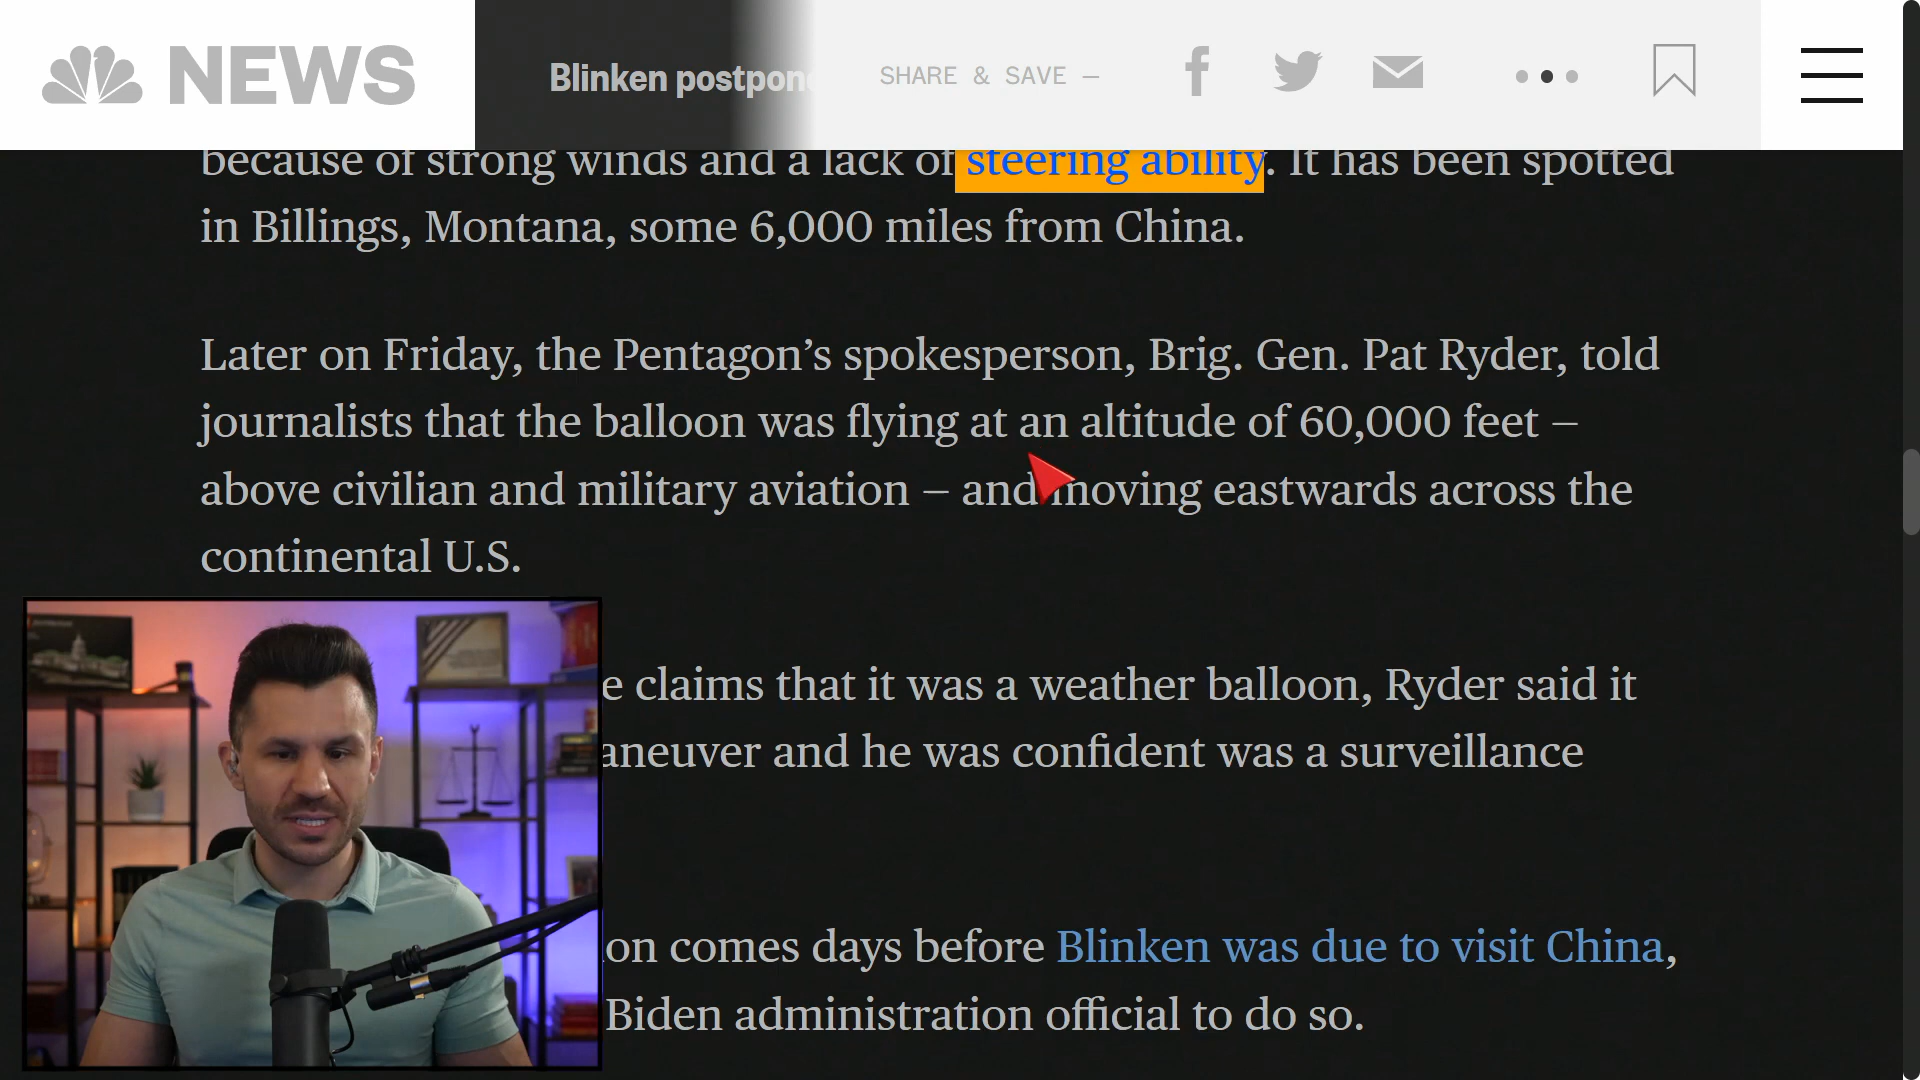 NEWS
Blinken postpon
SHARE & SAVE —
because of strong winds and a lack of steering ability. It has been spotted
in Billings, Montana, some 6,000 miles from China.
Later on Friday, the Pentagon’s spokesperson, Brig. Gen. Pat Ryder, told
journalists that the balloon was flying at an altitude of 60,000 feet —
above civilian and military aviation — and moving eastwards across the
continental U.S.
e claims that it was a weather balloon, Ryder said it
aneuver and he was confident was a surveillance
on comes days before Blinken was due to visit China,
Biden administration official to do so.